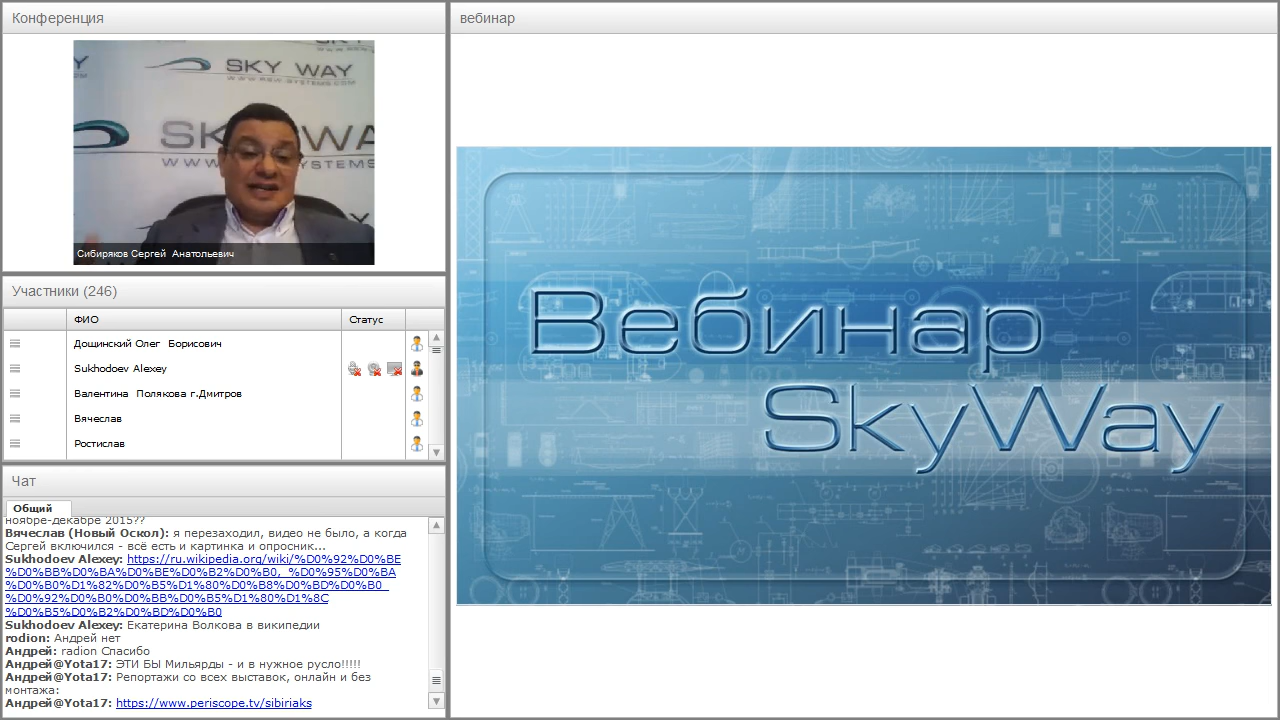 Конференция
SKY WAY
WWW.RSW-SYSTEMS.COM
SKYWAY
Сибиряков Сергей Анатольевич
Участники (246)
ФИО Статус
Дощинский Олег Борисович
Sukhodoev Alexey
Валентина Полякова г.Дмитров
Вячеслав
Ростислав
Чат
Общий
ноябре-декабре 2015??
Вячеслав (Новый Оскол): я перезаходил, видео не было, а когда
Сергей включился - всё есть и картинка и опросник...
Sukhodoev Alexey: https://ru.wikipedia.org/wiki/%D0%92%D0%BE
%D0%B5%D0%BA%D0%BE%D0%B2%D0%B0,_%D0%95%D0%BA
%D0%B0%D1%82%D0%B5%D1%80%D0%B8%D0%BD%D0%B0_
%D0%92%D0%B0%D0%BB%D0%B5%D1%80%D1%8C
%D0%B5%D0%B2%D0%BD%D0%B0
Sukhodoev Alexey: Екатерина Волкова в википедии
rodion: Андрей нет
Андрей: radion Спасибо
Андрей@Yota17: ЭТИ БЫ Мильярды - и в нужное русло!!!!!
Андрей@Yota17: Репортажи со всех выставок, онлайн и без
монтажа:
Андрей@Yota17: https://www.periscope.tv/sibiriaks
вебинар
Вебинар
SkyWay